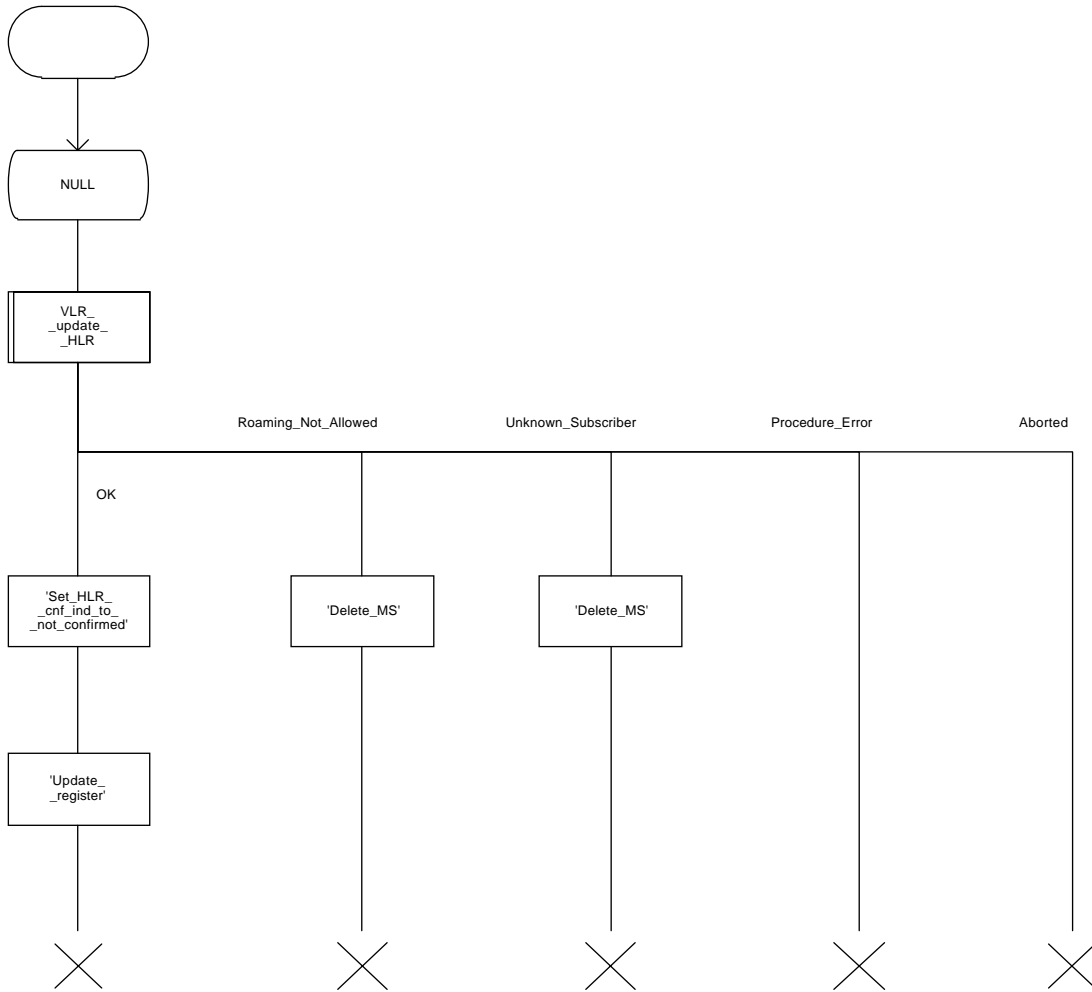 NULL
VLR_
_update_
_HLR
Roaming_Not_Allowed
Unknown_Subscriber
Procedure_Error
Aborted
OK
'Set_HLR_
_cnf_ind_to_
_not_confirmed'
'Delete_MS'
'Delete_MS'
'Update_
_register'